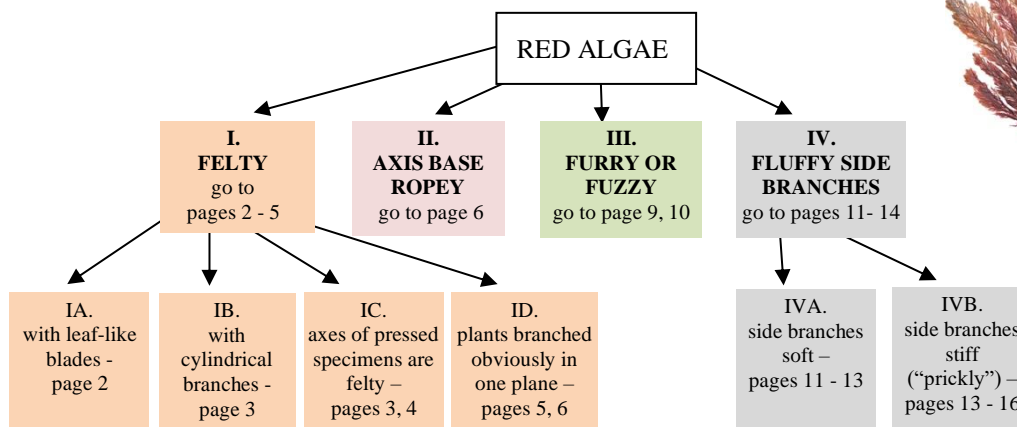 RED ALGAE
I.
FELTY
go to
pages 2 - 5
II.
AXIS BASE
ROPEY
go to page 6
III.
FURRY OR
FUZZY
go to page 9, 10
IV.
FLUFFY SIDE
BRANCHES
go to pages 11- 14
IA.
with leaf-like
blades -
page 2
IB.
with
cylindrical
branches -
page 3
IC.
axes of pressed
specimens are
felty –
pages 3, 4
ID.
plants branched
obviously in
one plane –
pages 5, 6
IVA.
side branches
soft –
pages 11 - 13
IVB.
side branches
stiff
(“prickly”) –
pages 13 - 16